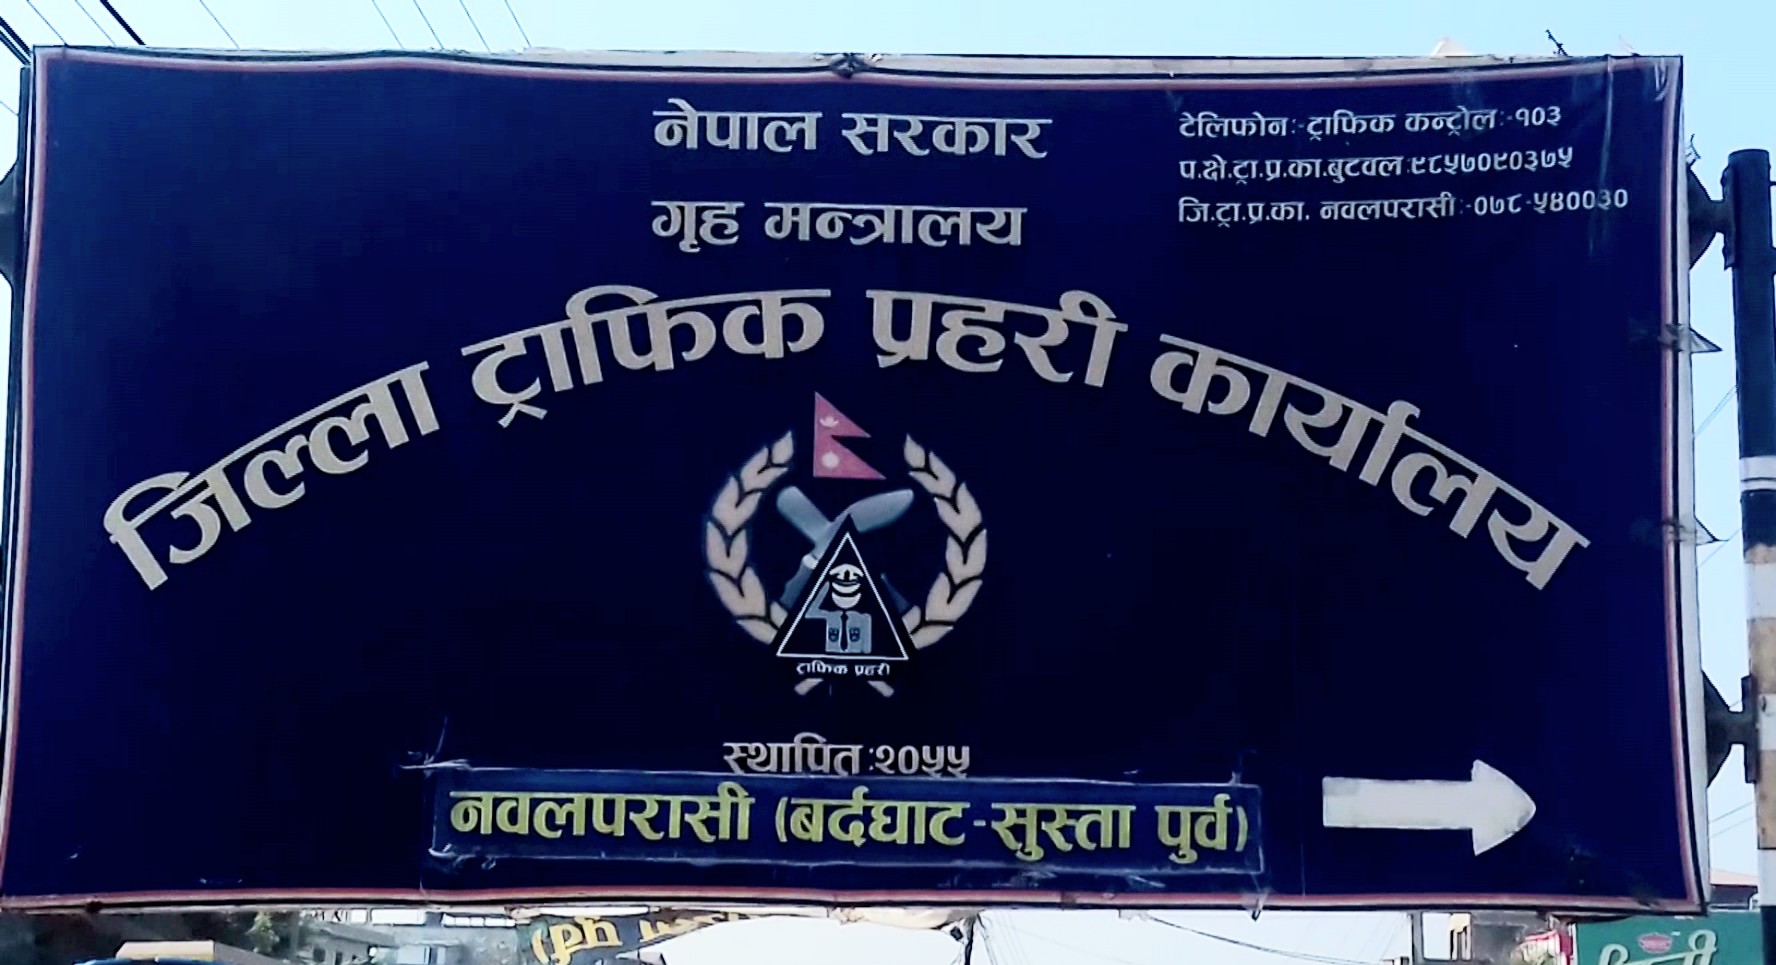 नेपाल सरकार
गृह मन्त्रालय
टेलिफोनः-ट्राफिक कन्ट्रोलः-१०३
प.क्षे.ट्रा.प्र.का.बुटवल:९८५७०९०३७५
जि.ट्रा.प्र.का. नवलपरासीः-०७८-५४००३०
जिल्ला ट्राफिक प्रहरी कार्यालय
ट्राफिक प्रहरी
स्थापित:२०५५
नवलपरासी (बर्दघाट-सुस्ता पुर्व)